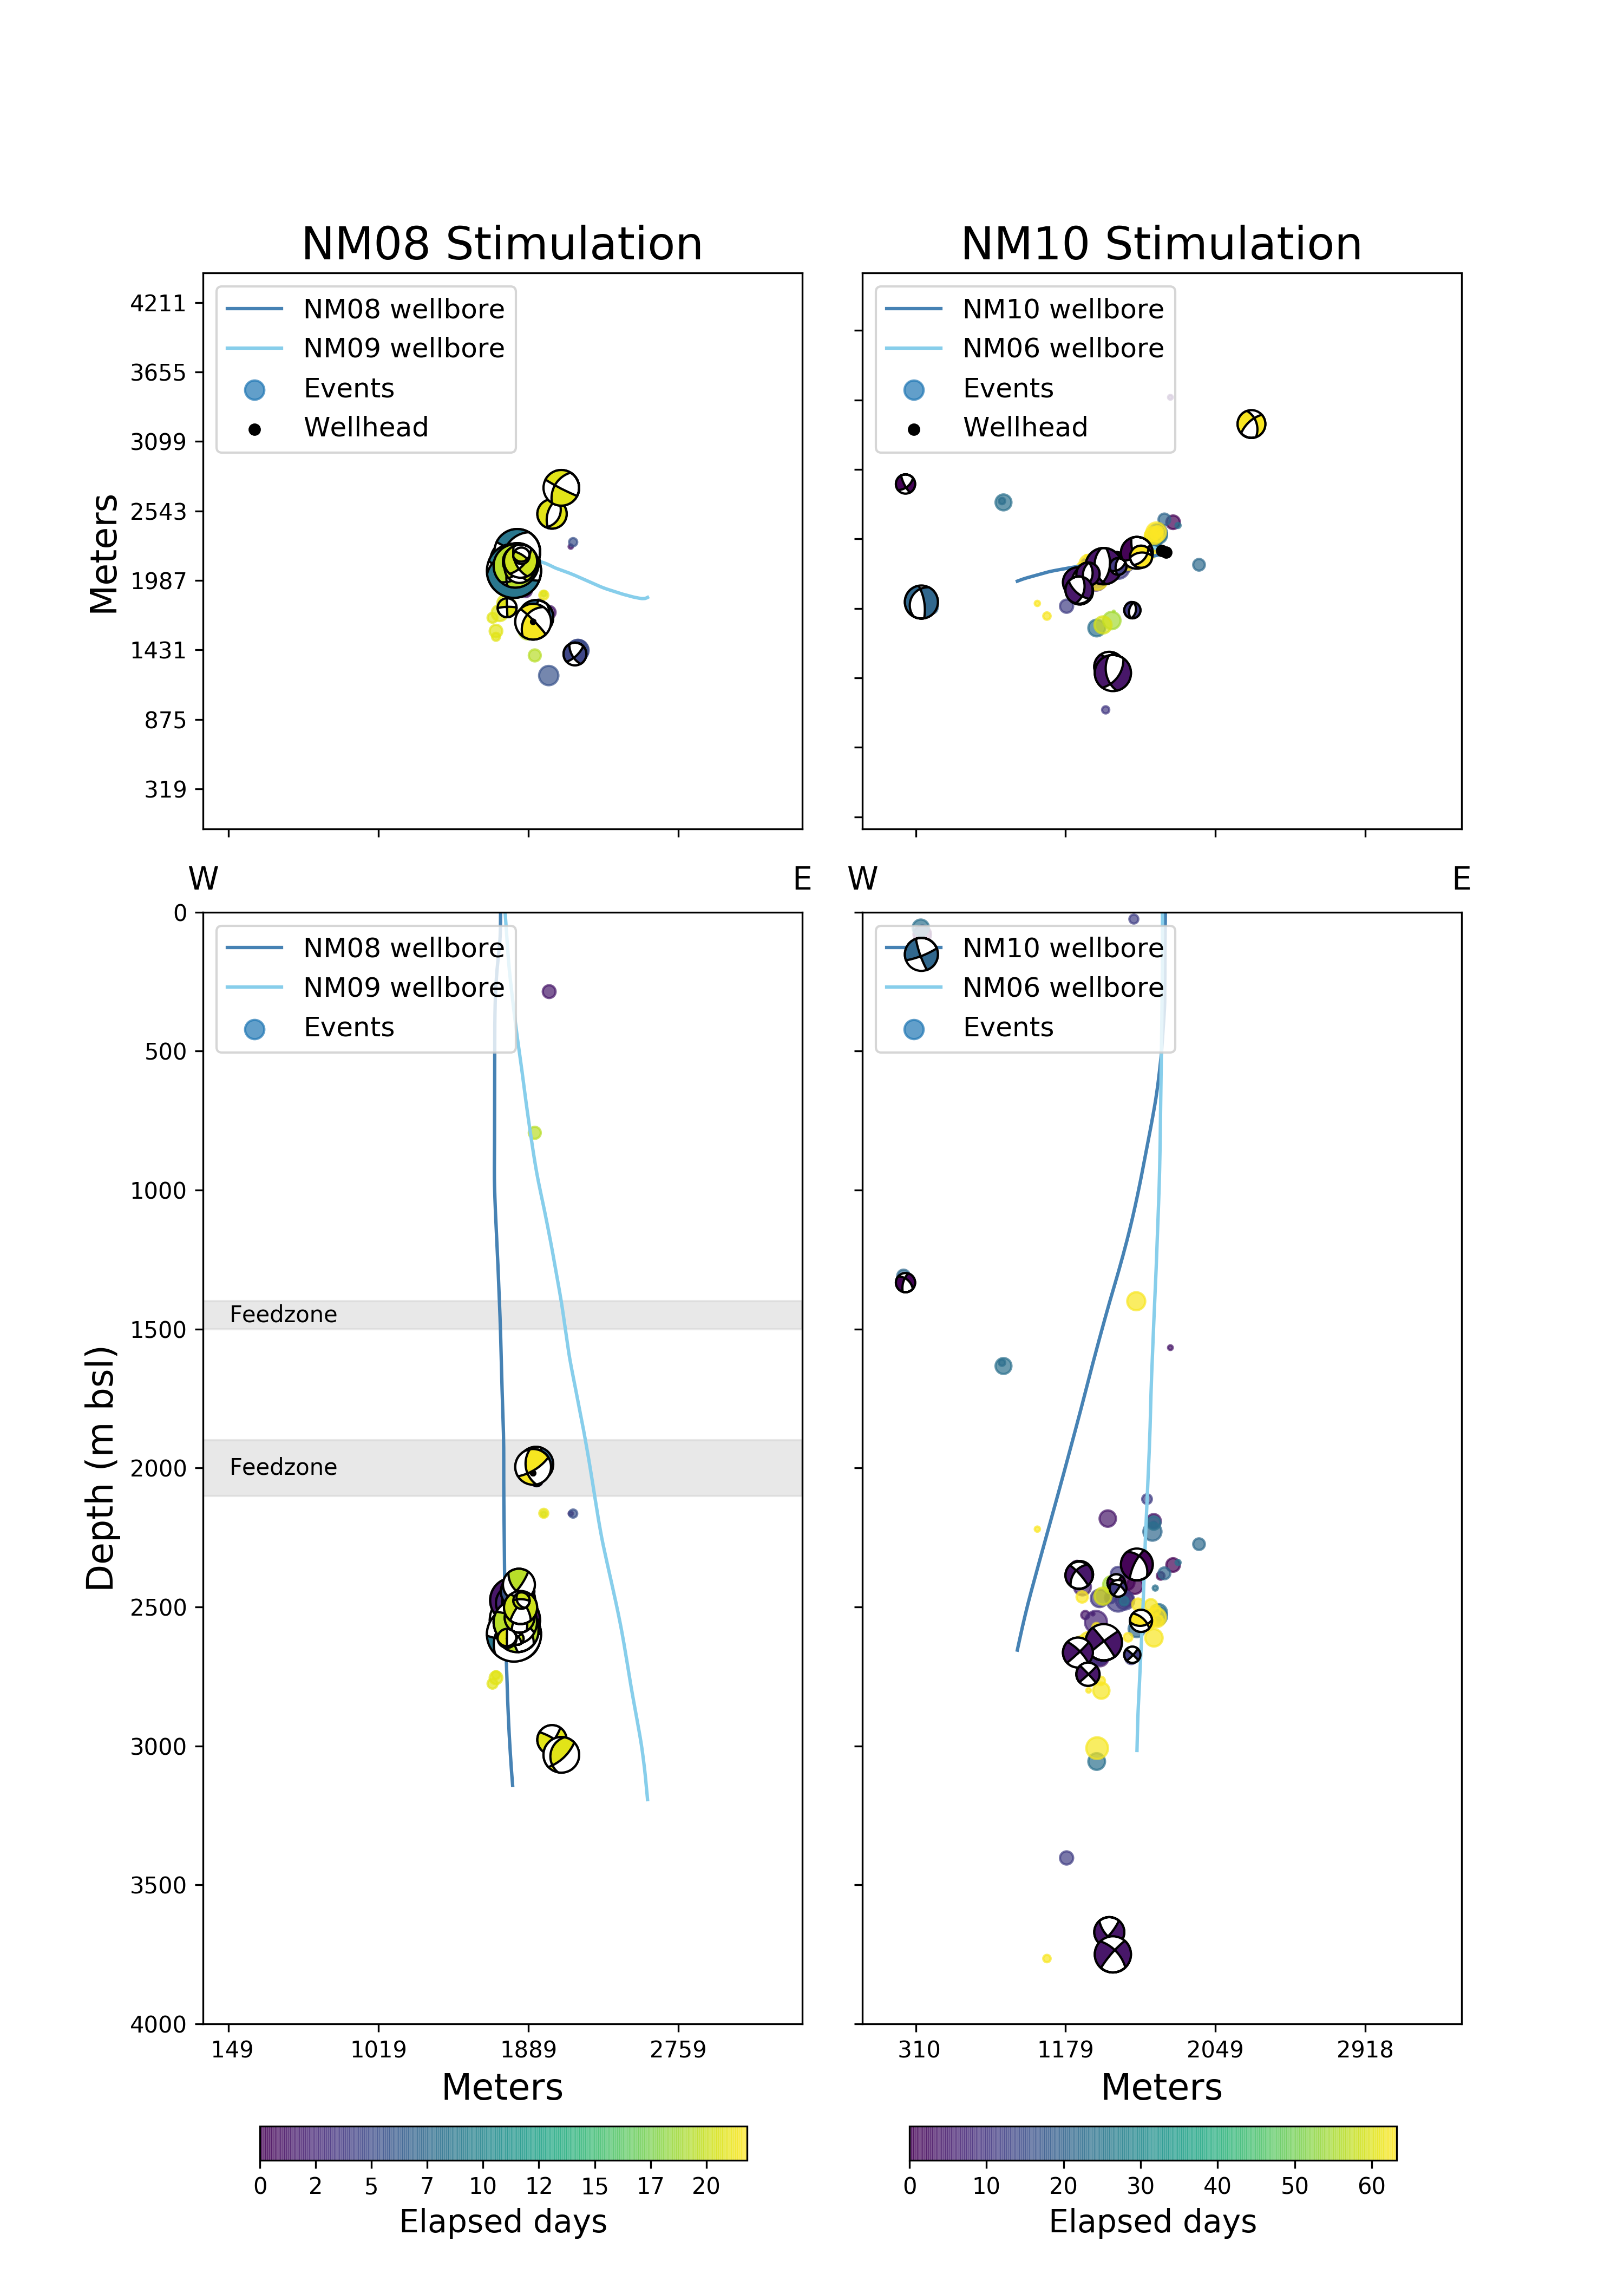 NM08 Stimulation
NM10 Stimulation
Meters
4211
3655
3099
2543
1987
1431
875
319
NM08 wellbore
NM09 wellbore
Events
Wellhead
NM10 wellbore
NM06 wellbore
Events
Wellhead
W
E
W
E
Depth (m bsl)
0
500
1000
1500
2000
2500
3000
3500
4000
NM08 wellbore
NM09 wellbore
Events
Feedzone
Feedzone
NM10 wellbore
NM06 wellbore
Events
149 1019 1889 2759
310 1179 2049 2918
Meters
Meters
0 2 5 7 10 12 15 17 20
0 10 20 30 40 50 60
Elapsed days
Elapsed days